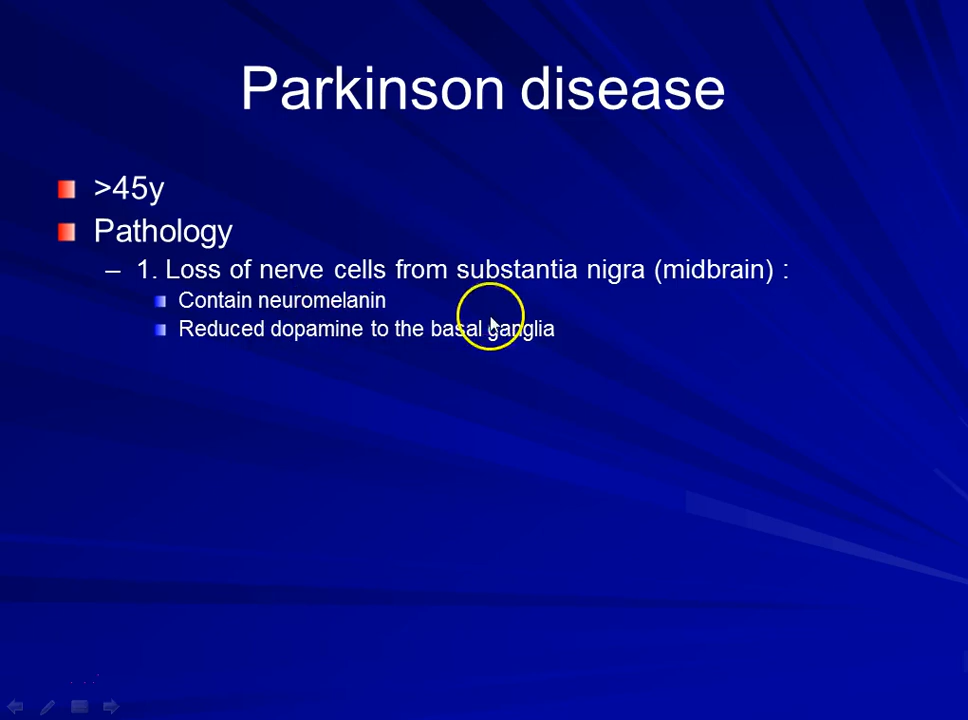 Parkinson disease
>45y
Pathology
– 1. Loss of nerve cells from substantia nigra (midbrain) :
Contain neuromelanin
Reduced dopamine to the basal ganglia